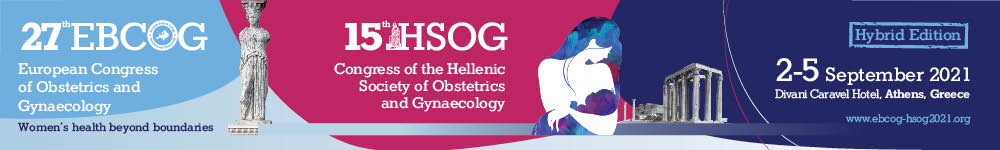 27th EBCOG
European Congress
of Obstetrics and
Gynaecology
Women's health beyond boundaries
15th HSOG
Congress of the Hellenic
Society of Obstetrics
and Gynaecology
Hybrid Edition
2-5 September 2021
Divani Caravel Hotel, Athens, Greece
www.ebcog-hsog2021.org